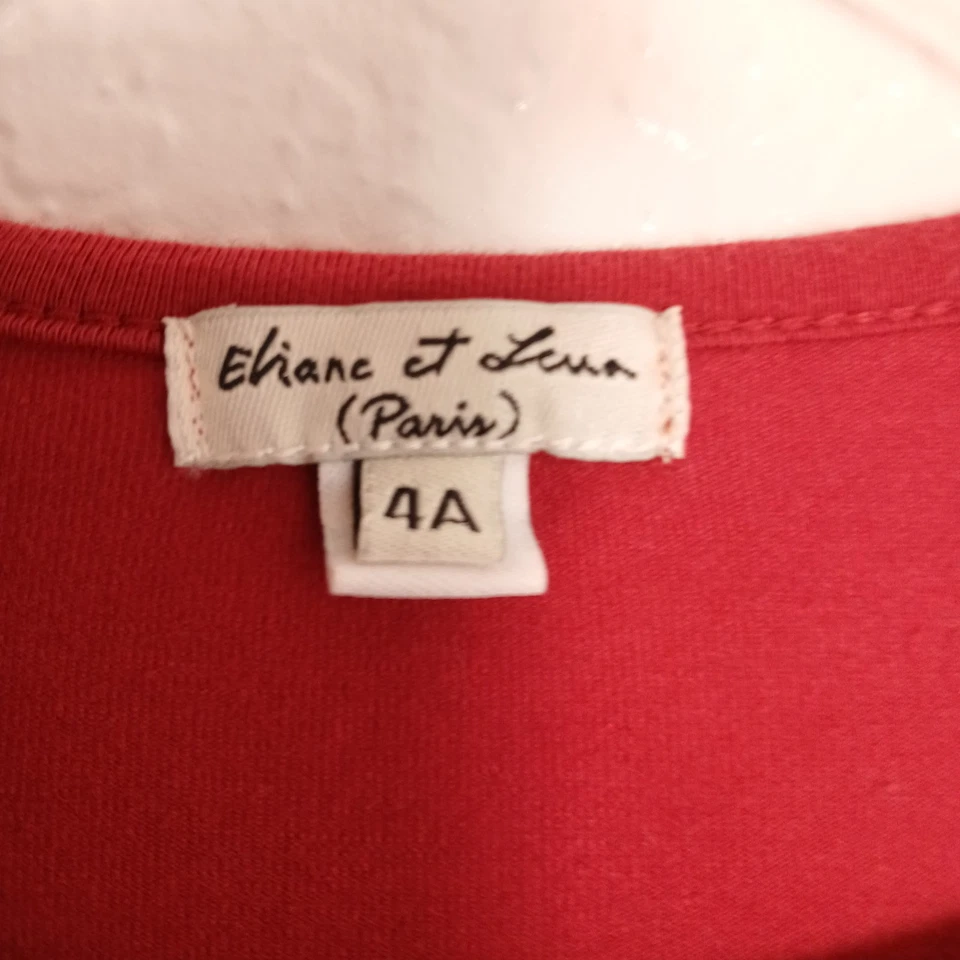 Eliane et Lena
(Paris)
4A